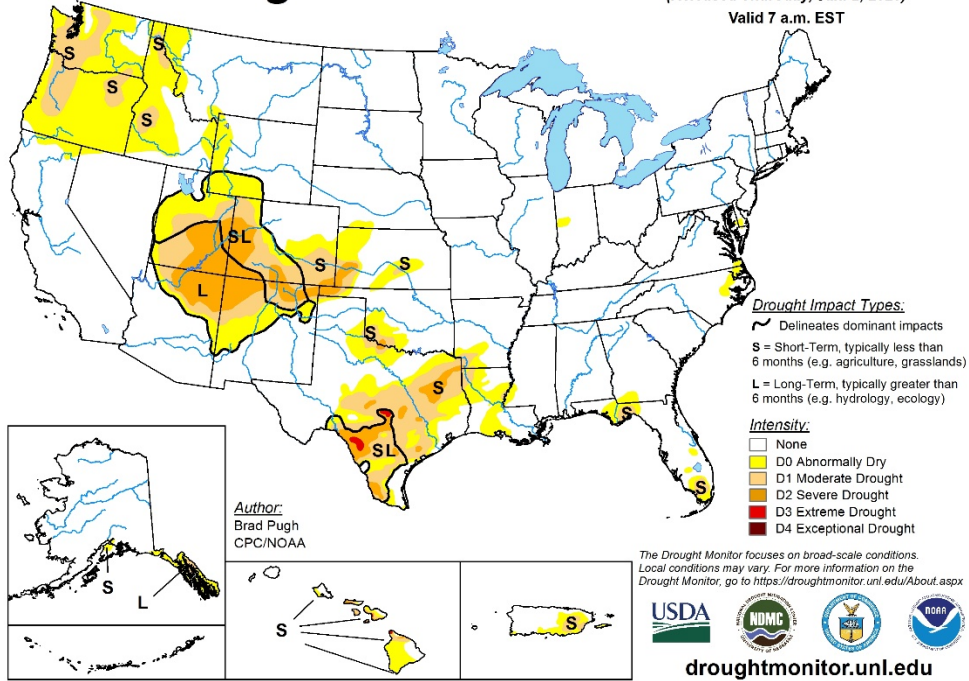 Valid 7 a.m. EST
S
S
S
S
SL
S
S
L
S
S
SL
S
S
Drought Impact Types:
Delineates dominant impacts
S = Short-Term, typically less than
6 months (e.g. agriculture, grasslands)
L = Long-Term, typically greater than
6 months (e.g. hydrology, ecology)
Intensity:
None
D0 Abnormally Dry
D1 Moderate Drought
D2 Severe Drought
D3 Extreme Drought
D4 Exceptional Drought
Author:
Brad Pugh
CPC/NOAA
S
L
S
S
The Drought Monitor focuses on broad-scale conditions.
Local conditions may vary. For more information on the
Drought Monitor, go to https://droughtmonitor.unl.edu/About.aspx
USDA
NDMC
NOAA
droughtmonitor.unl.edu